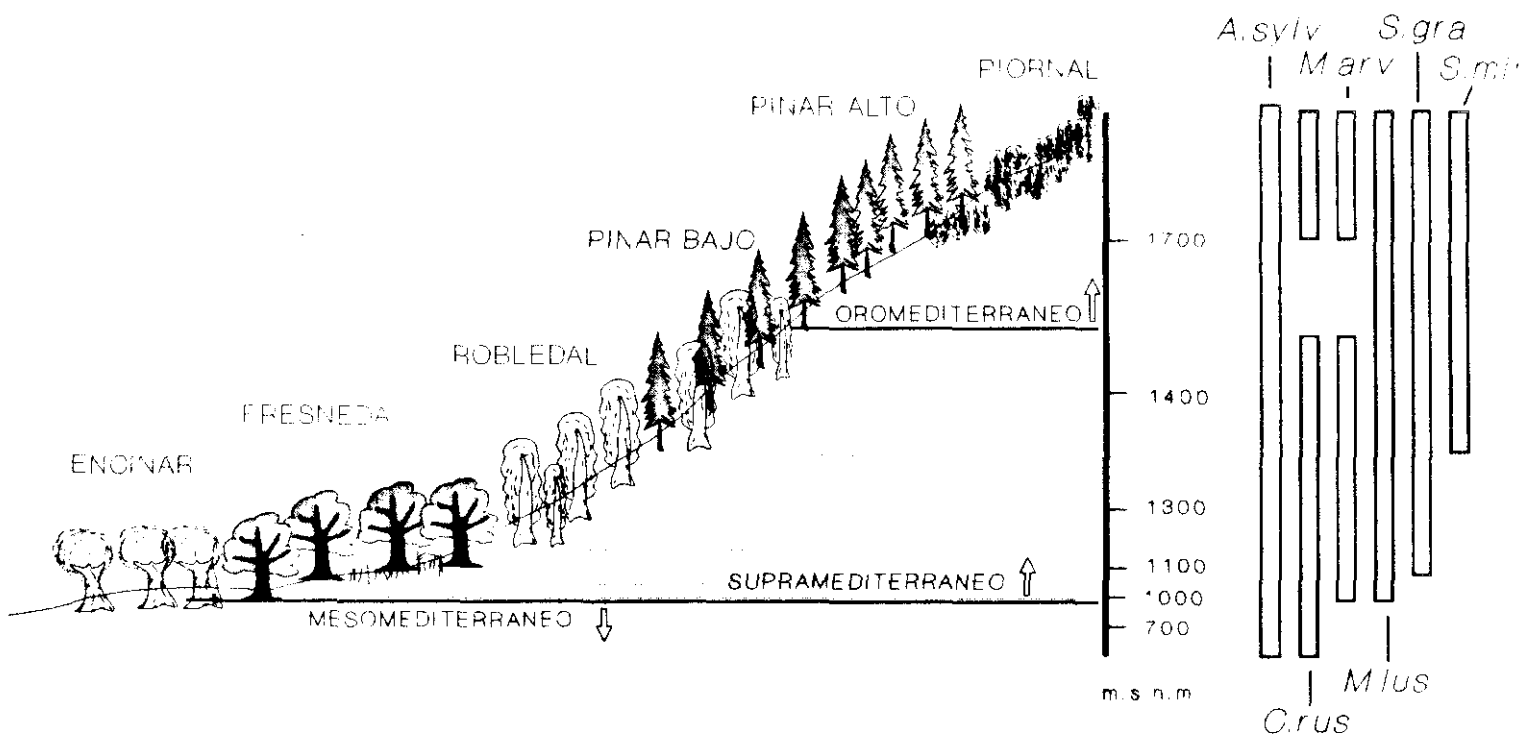 A.sylv
S.gra
M arv
S.mi
PIORNAL
PINAR ALTO
PINAR BAJO
1700
OROMEDITERRANEO
ROBLEDAL
1400
FRESNEDA
ENCINAR
1300
1100
SUPRAMEDITERRANEO
1000
MESOMEDITERRANEO
700
m.s n.m
M lus
C.rus